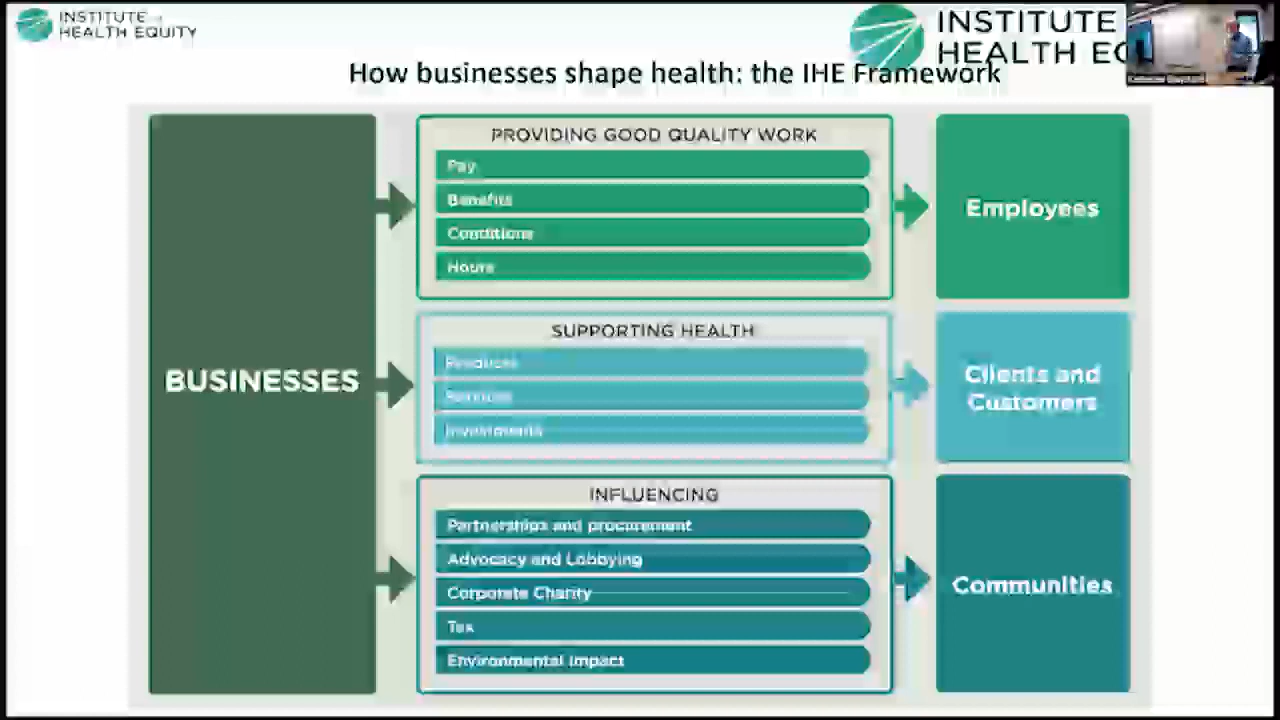 INSTITUTE of
HEALTH EQUITY
INSTITUTE
HEALTH EQ
How businesses shape health: the IHE Framework
BUSINESSES
PROVIDING GOOD QUALITY WORK
Pay
Benefits
Conditions
Hours
Employees
SUPPORTING HEALTH
Products
Services
Investments
Clients and
Customers
INFLUENCING
Partnerships and procurement
Advocacy and Lobbying
Corporate Charity
Tax
Environmental impact
Communities